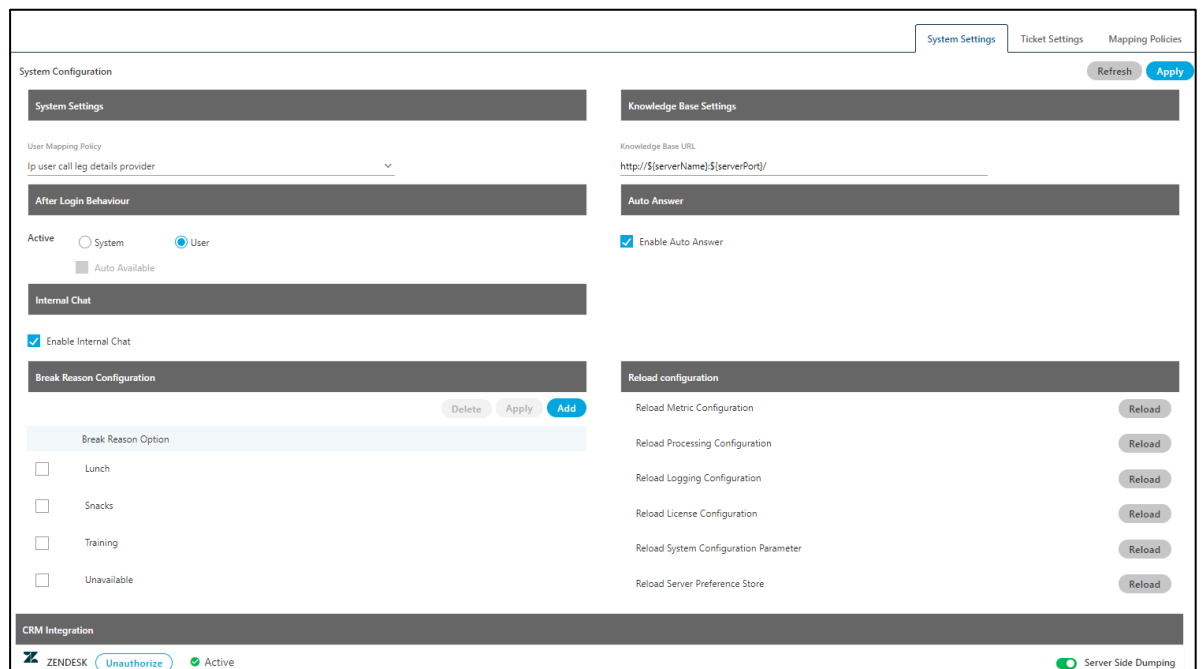 System Settings Ticket Settings Mapping Policies
System Configuration Refresh Apply
System Settings
User Mapping Policy
Ip user call leg details provider
Knowledge Base Settings
Knowledge Base URL
http://${serverName}:${serverPort}/
After Login Behaviour
Active System User
Auto Available
Auto Answer
Enable Auto Answer
Internal Chat
Enable Internal Chat
Break Reason Configuration
Delete Apply Add
Break Reason Option
Lunch
Snacks
Training
Unavailable
Reload configuration
Reload Metric Configuration Reload
Reload Processing Configuration Reload
Reload Logging Configuration Reload
Reload License Configuration Reload
Reload System Configuration Parameter Reload
Reload Server Preference Store Reload
CRM Integration
ZENDESK Unauthorize Active Server Side Dumping